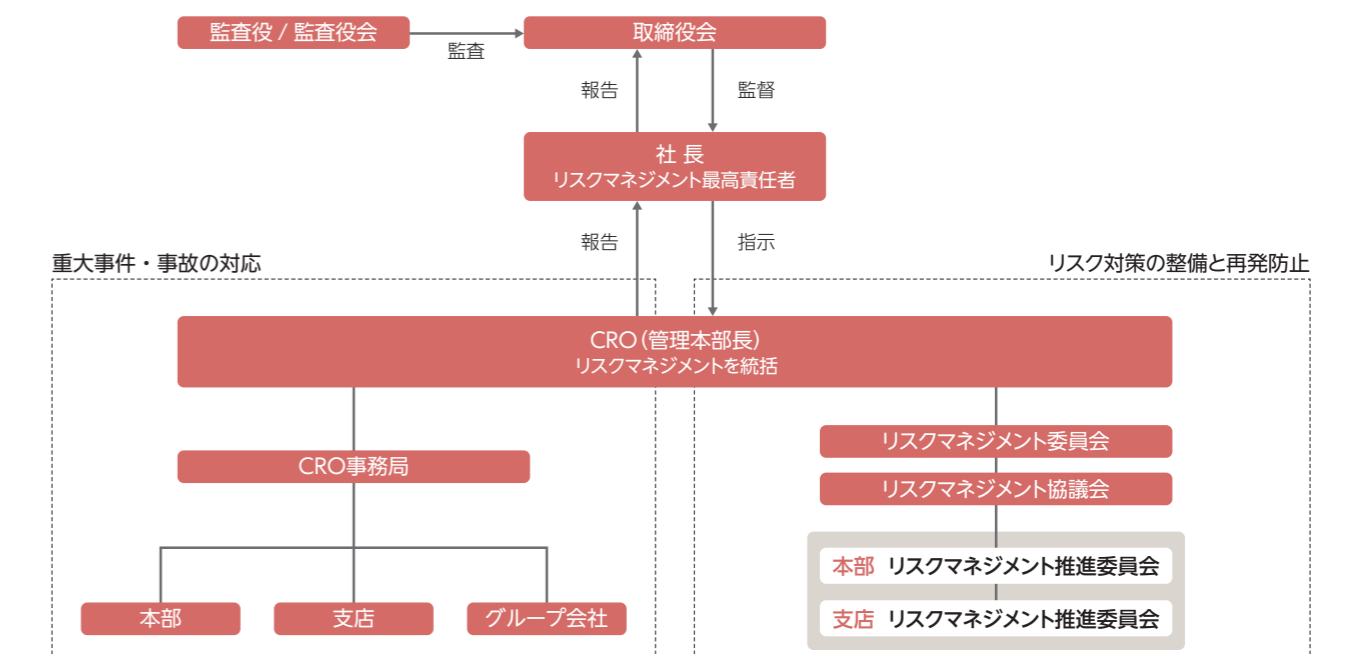 監査役 / 監査役会
取締役会
監査
報告
監督
社 長
リスクマネジメント最高責任者
報告
指示
重大事件・事故の対応
リスク対策の整備と再発防止
CRO（管理本部長）
リスクマネジメントを統括
CRO事務局
リスクマネジメント委員会
リスクマネジメント協議会
本部 リスクマネジメント推進委員会
支店 リスクマネジメント推進委員会
本部
支店
グループ会社